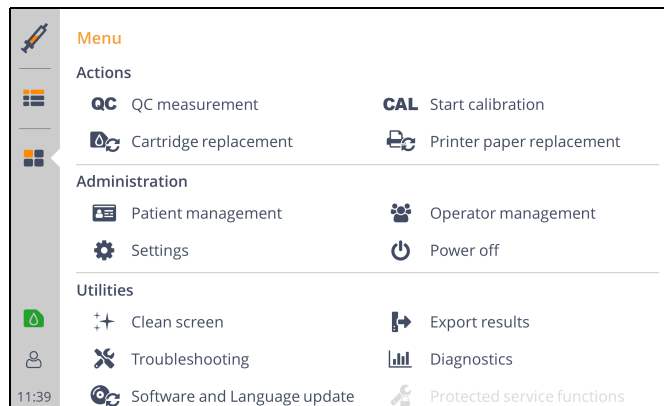 Menu
Actions
QC QC measurement
CAL Start calibration
Cartridge replacement
Printer paper replacement
Administration
Patient management
Operator management
Settings
Power off
Utilities
Clean screen
Export results
Troubleshooting
Diagnostics
Software and Language update
Protected service functions
11:39